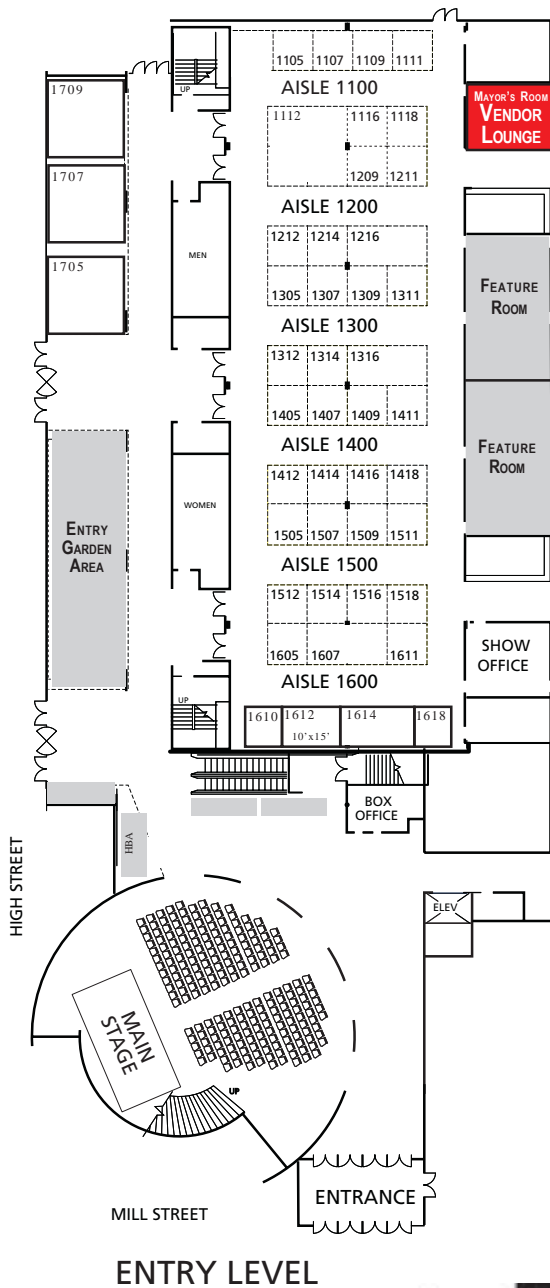 1105 1107 1109 1111
UP
AISLE 1100
1709
MAYOR'S ROOM
VENDOR
LOUNGE
1112 1116 1118
1209 1211
1707
AISLE 1200
1212 1214 1216
MEN
1705
1305 1307 1309 1311
FEATURE
ROOM
AISLE 1300
1312 1314 1316
1405 1407 1409 1411
AISLE 1400
FEATURE
ROOM
1412 1414 1416 1418
WOMEN
1505 1507 1509 1511
ENTRY
GARDEN
AREA
AISLE 1500
1512 1514 1516 1518
1605 1607 1611
SHOW
OFFICE
AISLE 1600
UP
1610 1612 1614 1618
10'x15'
BOX
OFFICE
HBA
HIGH STREET
ELEV
MAIN
STAGE
UP
ENTRANCE
MILL STREET
ENTRY LEVEL